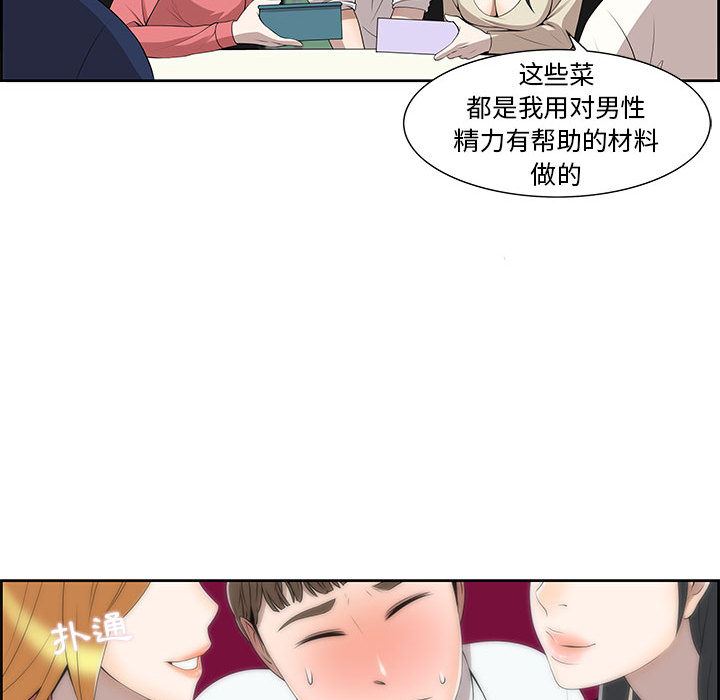 这些菜
都是我用对男性
精力有帮助的材料
做的
扑通